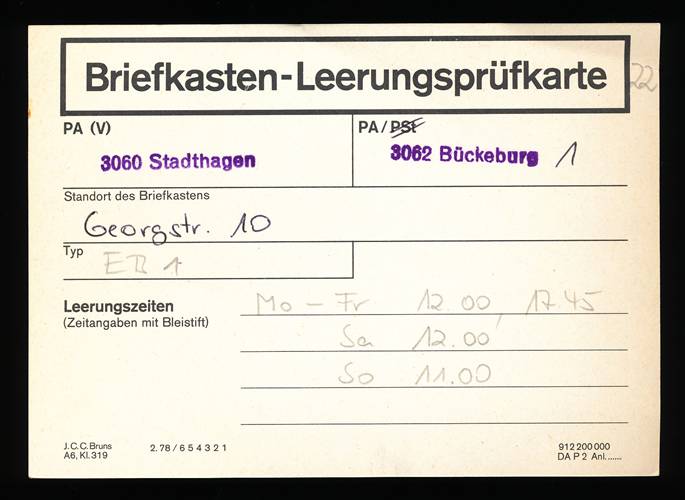 Briefkasten-Leerungsprüfkarte 22
PA (V)
3060 Stadthagen
PA/PSt
3062 Bückeburg 1
Standort des Briefkastens
Georgstr. 10
Typ
EB 1
Leerungszeiten
(Zeitangaben mit Bleistift)
Mo - Fr 12.00, 17.45
Sa 12.00
So 11.00
J.C.C. Bruns
A6, Kl. 319
2.78/654321
912 200 000
DA P 2 Anl.......